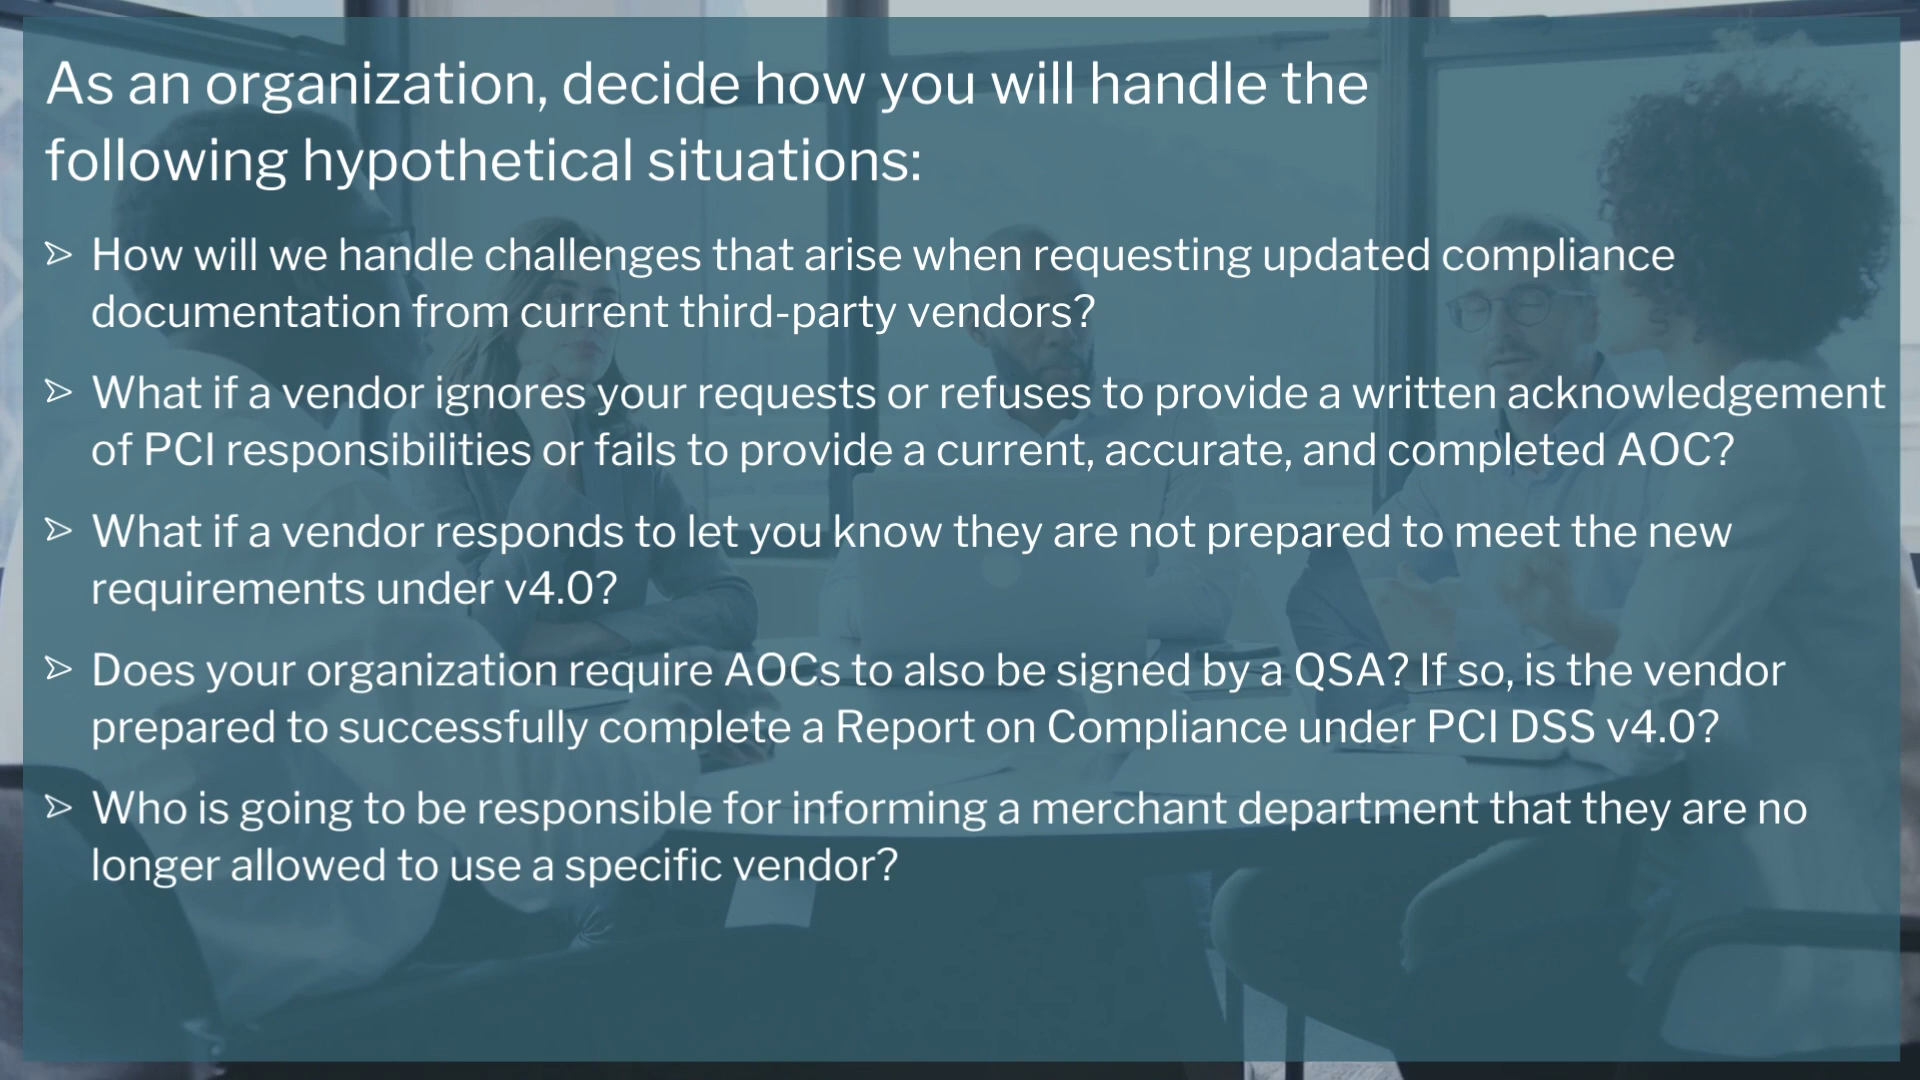 As an organization, decide how you will handle the
following hypothetical situations:
➢ How will we handle challenges that arise when requesting updated compliance
documentation from current third-party vendors?
➢ What if a vendor ignores your requests or refuses to provide a written acknowledgement
of PCI responsibilities or fails to provide a current, accurate, and completed AOC?
➢ What if a vendor responds to let you know they are not prepared to meet the new
requirements under v4.0?
➢ Does your organization require AOCs to also be signed by a QSA? If so, is the vendor
prepared to successfully complete a Report on Compliance under PCI DSS v4.0?
➢ Who is going to be responsible for informing a merchant department that they are no
longer allowed to use a specific vendor?